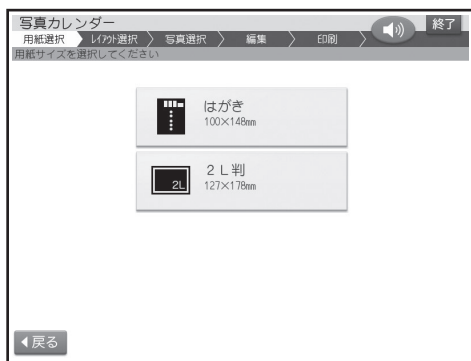 写真カレンダー
終了
用紙選択
ﾚｲｱｳﾄ選択
写真選択
編集
印刷
用紙サイズを選択してください
はがき
100×148㎜
2L
２Ｌ判
127×178㎜
戻る